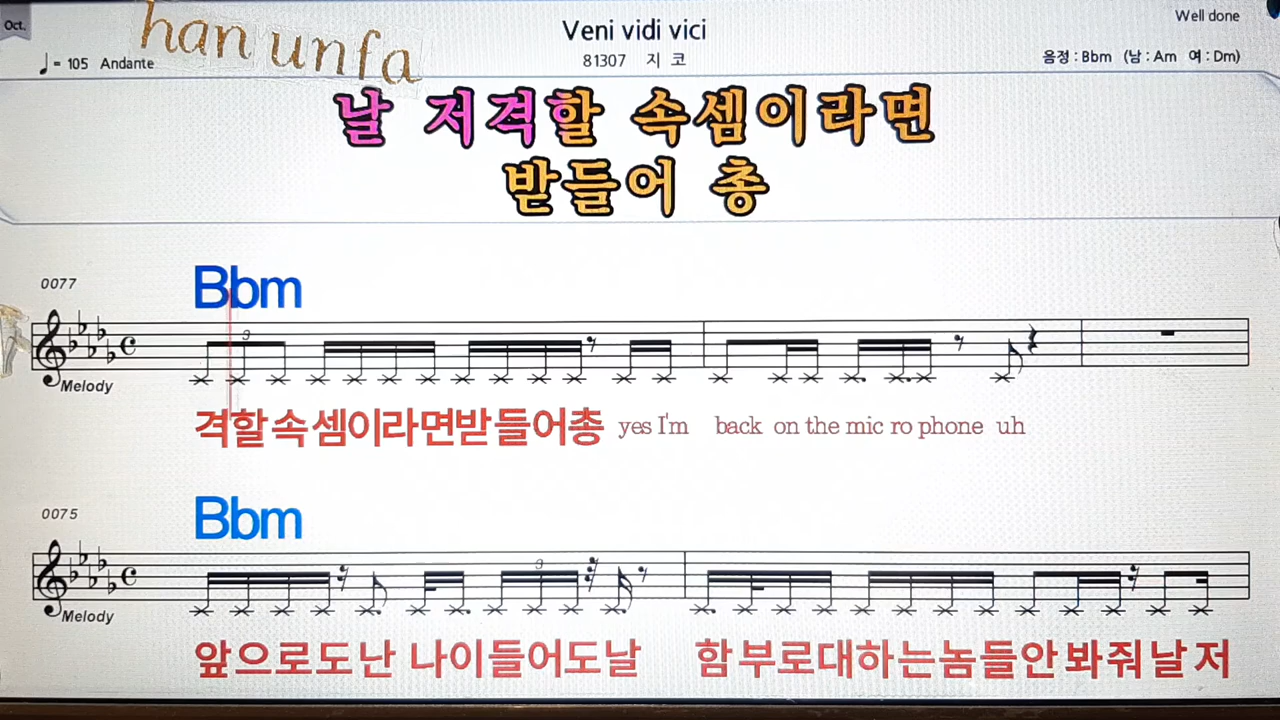 Oct.
han unfa
Veni vidi vici
Well done
♩= 105 Andante
81307 지 코
음정 : Bbm (남 : Am 여 : Dm)
날 저격할 속셈이라면
받들어 총
0077
Bbm
3
Melody
격할속셈이라면받들어총 yes I'm back on the mic ro phone uh
0075
Bbm
3
Melody
앞으로도난 나이들어도날 함부로대하는놈들안봐줘날저